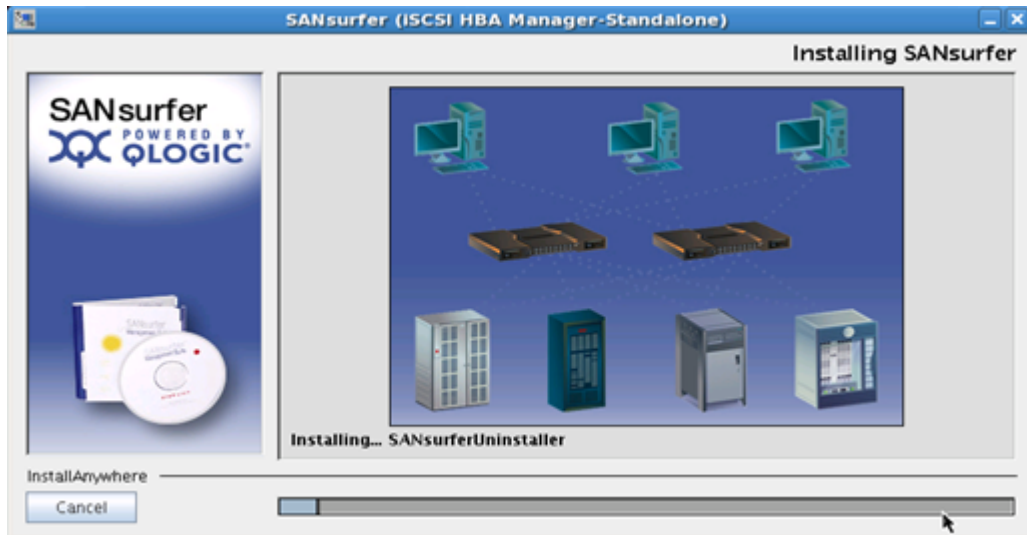 SANsurfer (iSCSI HBA Manager-Standalone)
Installing SANsurfer
SANsurfer
POWERED BY
QLOGIC
Installing... SANsurferUninstaller
InstallAnywhere
Cancel